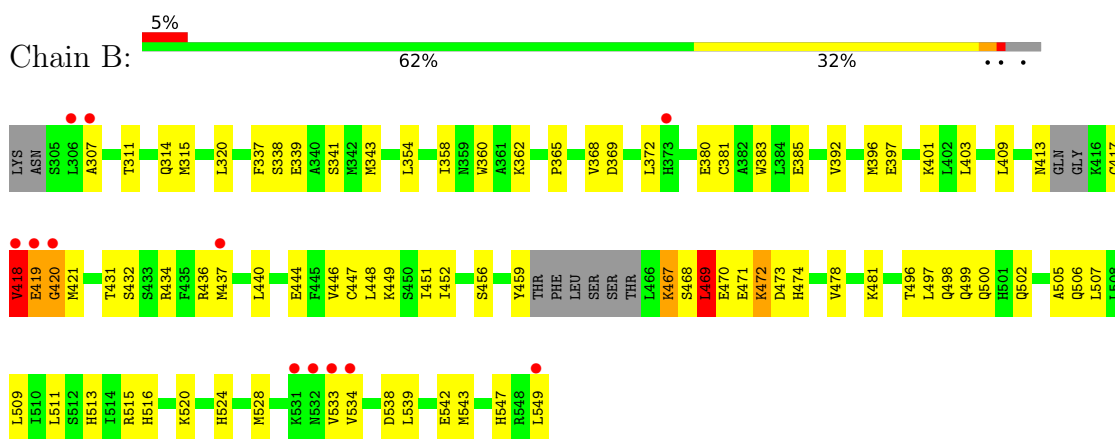 5%
Chain B:
62% 32% • • •
LYS ASN S305 L306 A307 T311 Q314 M315 L320 F337 S338 E339 A340 S341 M342 M343 L354 I358 N359 W360 A361 K362 P365 V368 D369 L372 H373 E380 C381 A382 W383 L384 E385 V392 M396 E397 K401 L402 L403 L409 N413 GLN GLY K416 C417
V418 E419 G420 M421 T431 S432 S433 R434 F435 R436 M437 L440 E444 F445 V446 C447 L448 K449 S450 I451 I452 S456 Y459 THR PHE LEU SER SER THR L466 K467 S468 L469 E470 E471 K472 D473 H474 V478 K481 T496 L497 Q498 Q499 Q500 H501 Q502 A505 Q506 L507 L508
L509 I510 L511 S512 H513 I514 R515 H516 K520 H524 M528 K531 N532 V533 V534 D538 L539 E542 M543 H547 R548 L549